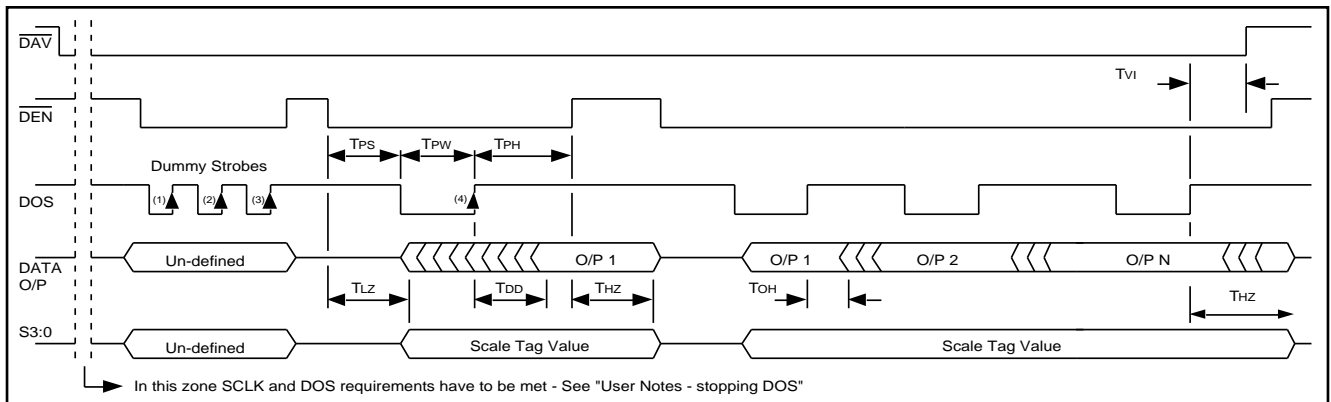 DAV
TVI
DEN
TPS TPW TPH
Dummy Strobes
DOS (1) (2) (3) (4)
DATA
O/P
Un-defined O/P 1 O/P 1 O/P 2 O/P N
TLZ TDD THZ TOH THZ
S3:0
Un-defined Scale Tag Value Scale Tag Value
In this zone SCLK and DOS requirements have to be met - See "User Notes - stopping DOS"